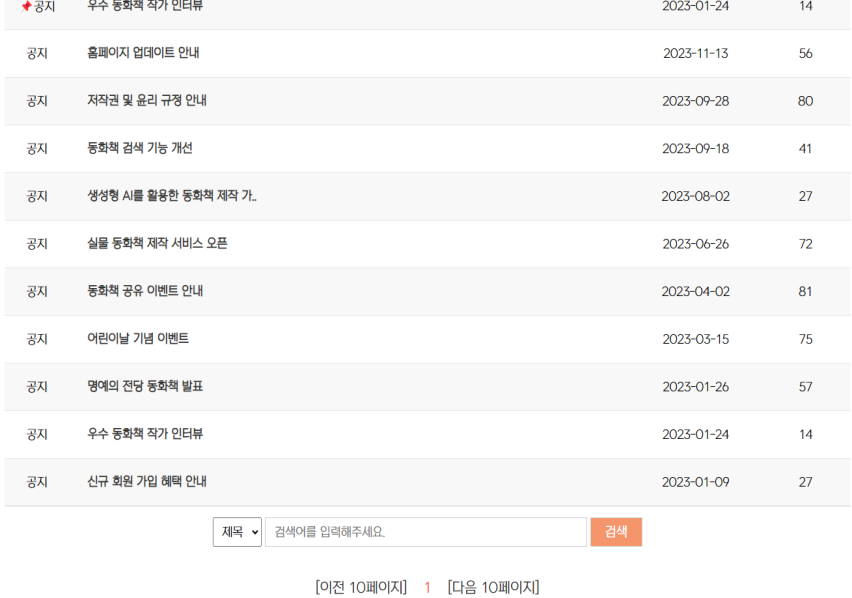 📌공지 우수 동화책 작가 인터뷰 2023-01-24 14
공지 홈페이지 업데이트 안내 2023-11-13 56
공지 저작권 및 윤리 규정 안내 2023-09-28 80
공지 동화책 검색 기능 개선 2023-09-18 41
공지 생성형 AI를 활용한 동화책 제작 가.. 2023-08-02 27
공지 실물 동화책 제작 서비스 오픈 2023-06-26 72
공지 동화책 공유 이벤트 안내 2023-04-02 81
공지 어린이날 기념 이벤트 2023-03-15 75
공지 명예의 전당 동화책 발표 2023-01-26 57
공지 우수 동화책 작가 인터뷰 2023-01-24 14
공지 신규 회원 가입 혜택 안내 2023-01-09 27
제목 검색어를 입력해주세요. 검색
[이전 10페이지] 1 [다음 10페이지]